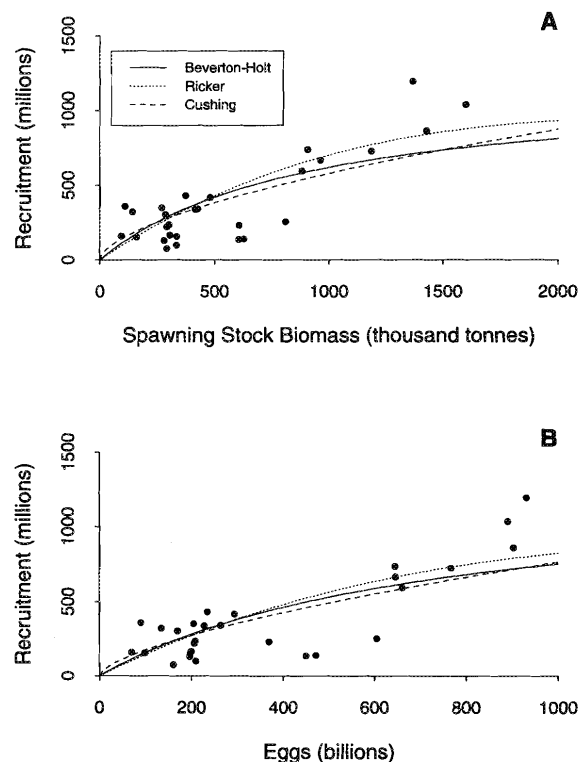 A
Recruitment (millions)
1500
1000
500
0
Beverton-Holt
Ricker
Cushing
0 500 1000 1500 2000
Spawning Stock Biomass (thousand tonnes)
B
Recruitment (millions)
1500
1000
500
0
0 200 400 600 800 1000
Eggs (billions)